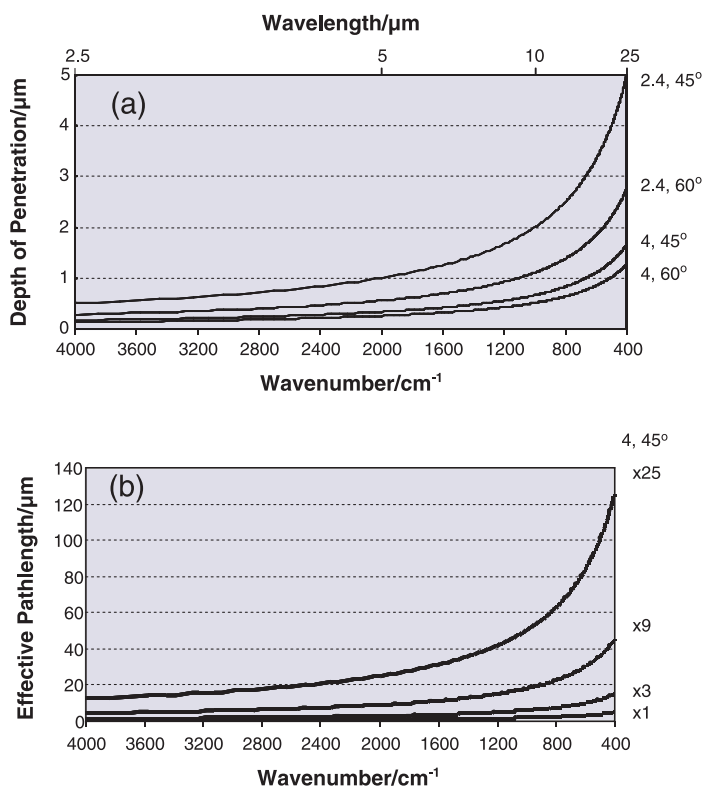 Wavelength/µm
2.5 5 10 25
5
4
3
2
1
0
Depth of Penetration/µm
(a)
2.4, 45°
2.4, 60°
4, 45°
4, 60°
4000 3600 3200 2800 2400 2000 1600 1200 800 400
Wavenumber/cm⁻¹
4, 45°
140
120
100
80
60
40
20
0
Effective Pathlength/µm
(b)
x25
x9
x3
x1
4000 3600 3200 2800 2400 2000 1600 1200 800 400
Wavenumber/cm⁻¹